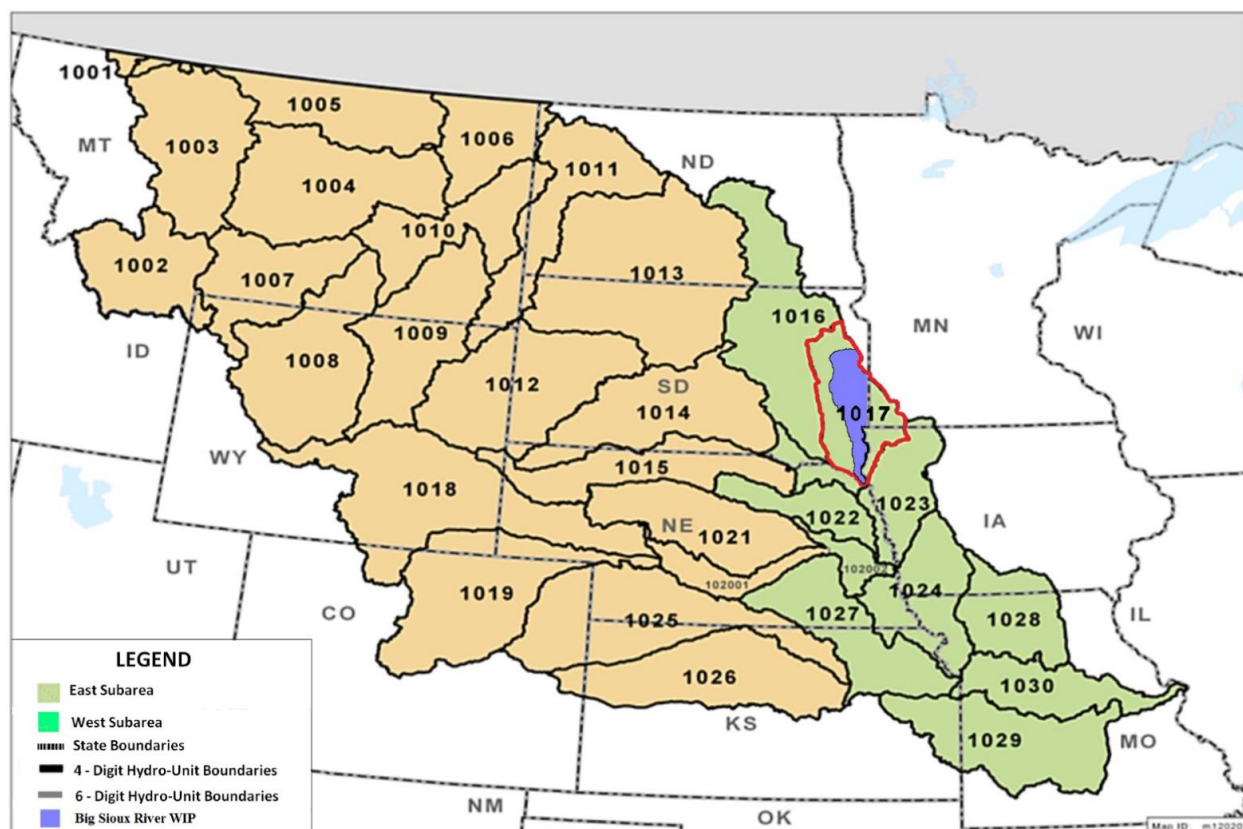 1001
1005
1006
ND
MT
1003
1004
1011
1010
1002
1007
1013
1016
MN
WI
ID
1008
1009
1012
SD
1014
1017
WY
1015
1018
1023
1022
IA
NE
1021
UT
102001
102002
1019
CO
1024
1027
1025
1028
IL
1026
1030
KS
1029
MO
NM
OK
LEGEND
East Subarea
West Subarea
State Boundaries
4 - Digit Hydro-Unit Boundaries
6 - Digit Hydro-Unit Boundaries
Big Sioux River WIP
Map ID m12020